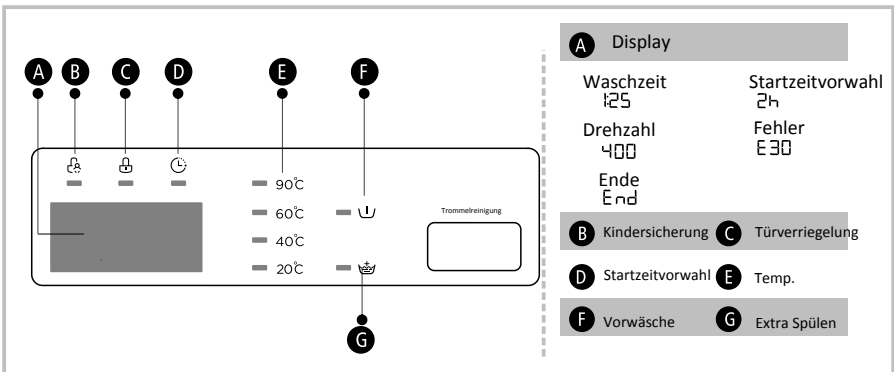 A B C D E F
90℃
60℃
40℃
20℃
Trommelreinigung
G
A Display
Waschzeit Startzeitvorwahl
1:25 2h
Drehzahl Fehler
400 E30
Ende
End
B Kindersicherung C Türverriegelung
D Startzeitvorwahl E Temp.
F Vorwäsche G Extra Spülen